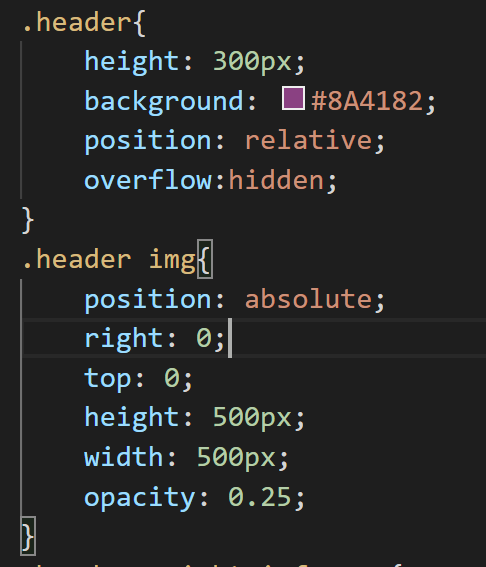 .header{
height: 300px;
background: #8A4182;
position: relative;
overflow:hidden;
}
.header img{
position: absolute;
right: 0;
top: 0;
height: 500px;
width: 500px;
opacity: 0.25;
}